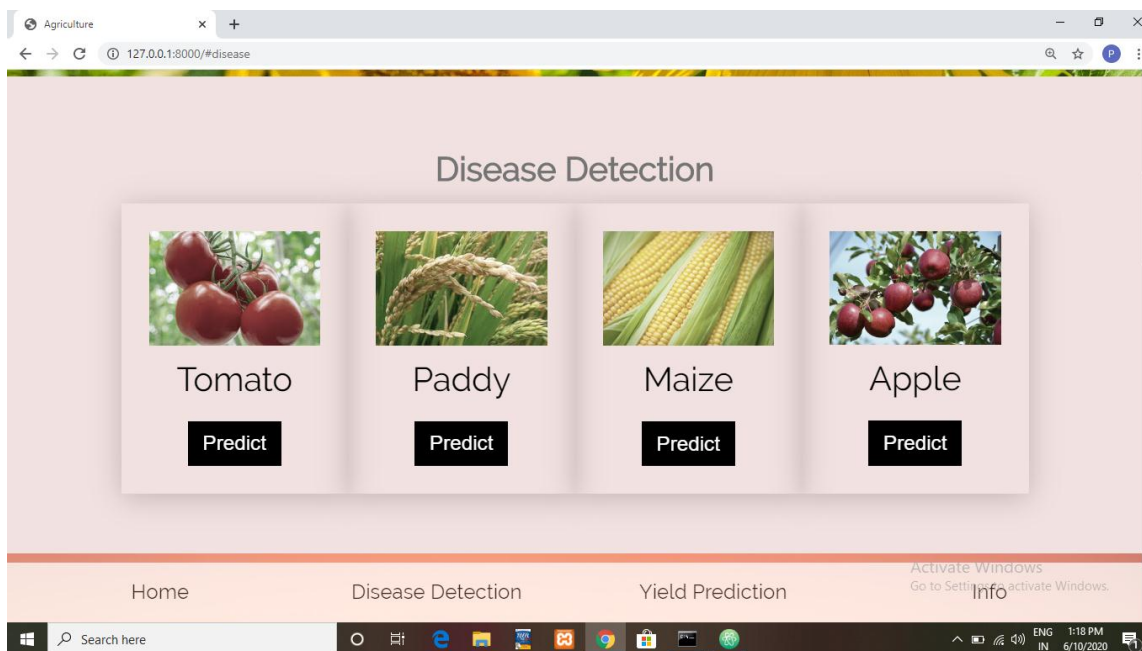 Agriculture
127.0.0.1:8000/#disease
P
Disease Detection
Tomato Paddy Maize Apple
Predict Predict Predict Predict
Activate Windows
Go to Settings to activate Windows.
Home Disease Detection Yield Prediction Info
Search here
ENG 1:18 PM
IN 6/10/2020